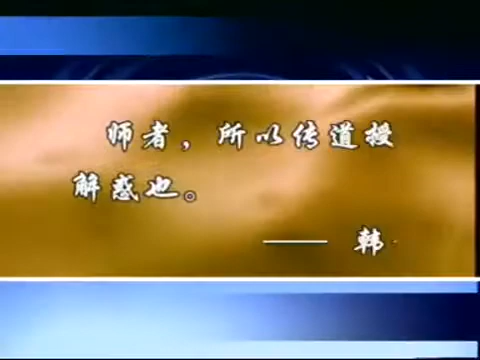 师者，所以传道授
解惑也。
—— 韩